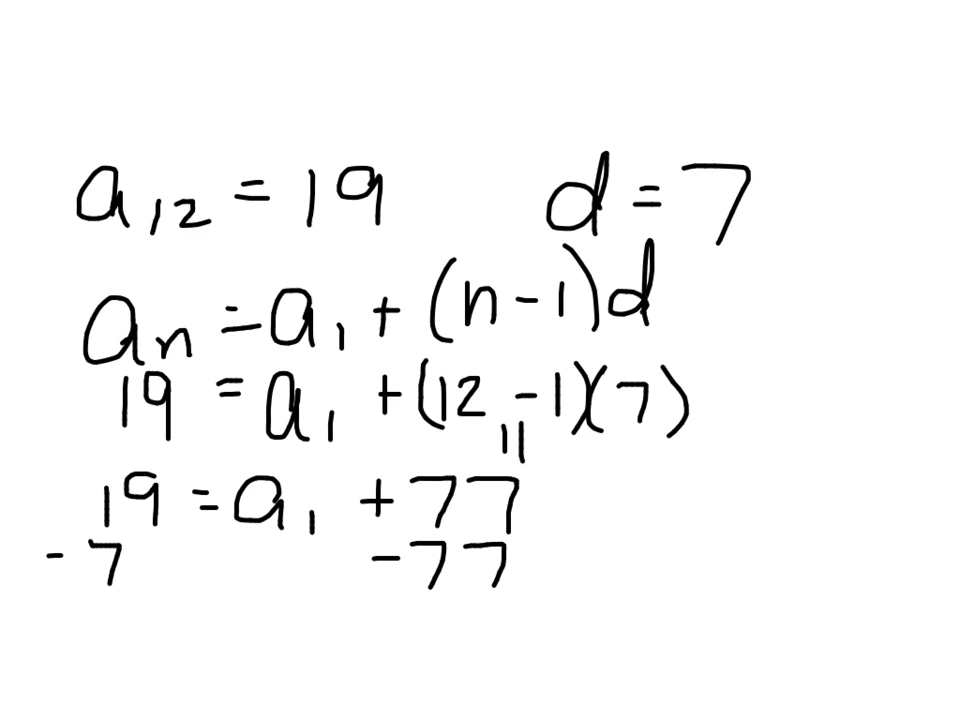 a₁₂ = 19 d = 7
aₙ = a₁ + (n - 1)d
19 = a₁ + (12 - 1)(7)
11
19 = a₁ + 77
- 7 - 77